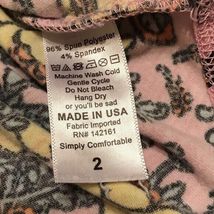 96% Spun Polyester
4% Spandex
Machine Wash Cold
Gentle Cycle
Do Not Bleach
Hang Dry
or you'll be sad
MADE IN USA
Fabric Imported
RN# 142161
Simply Comfortable
2